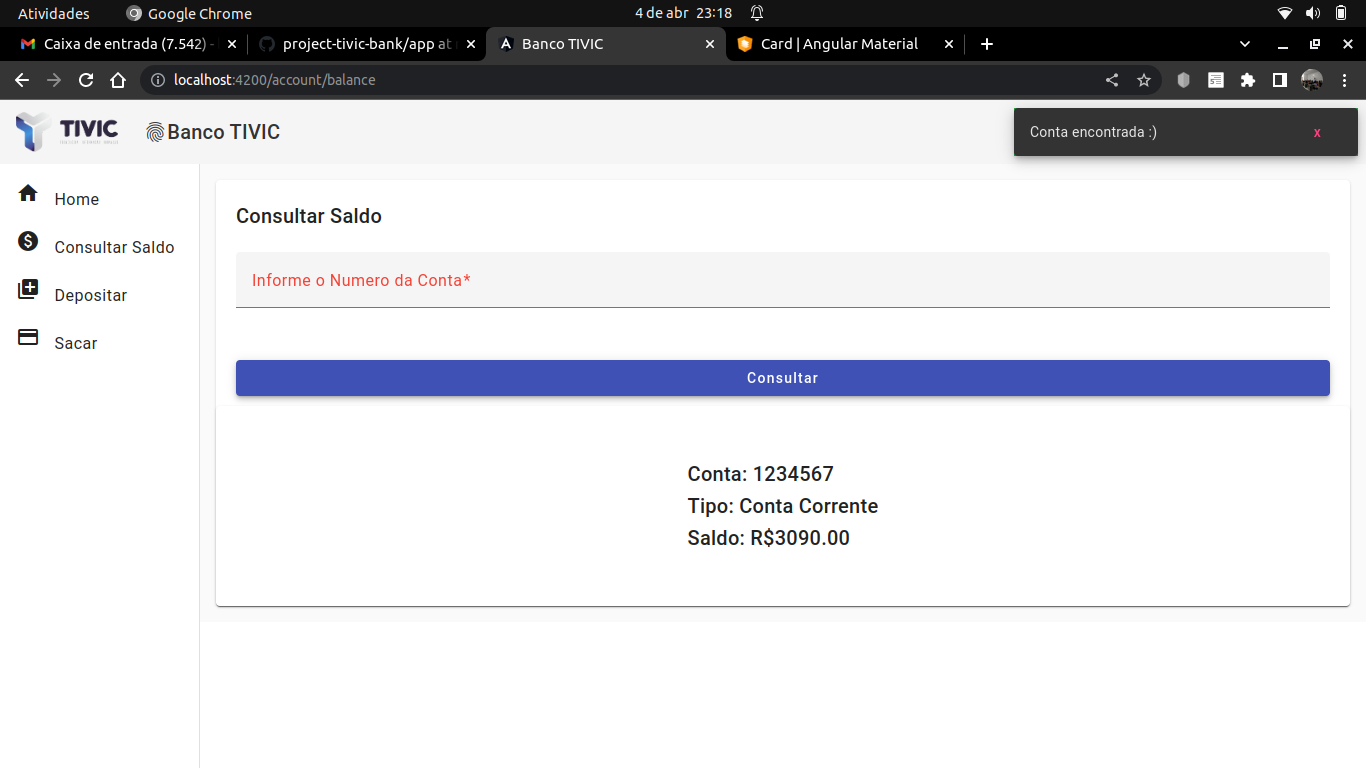 Atividades Google Chrome 4 de abr 23:18
Caixa de entrada (7.542) - project-tivic-bank/app at Banco TIVIC Card | Angular Material
localhost:4200/account/balance
TIVIC Banco TIVIC
Conta encontrada :) x
Home
Consultar Saldo
Depositar
Sacar
Consultar Saldo
Informe o Numero da Conta*
Consultar
Conta: 1234567
Tipo: Conta Corrente
Saldo: R$3090.00